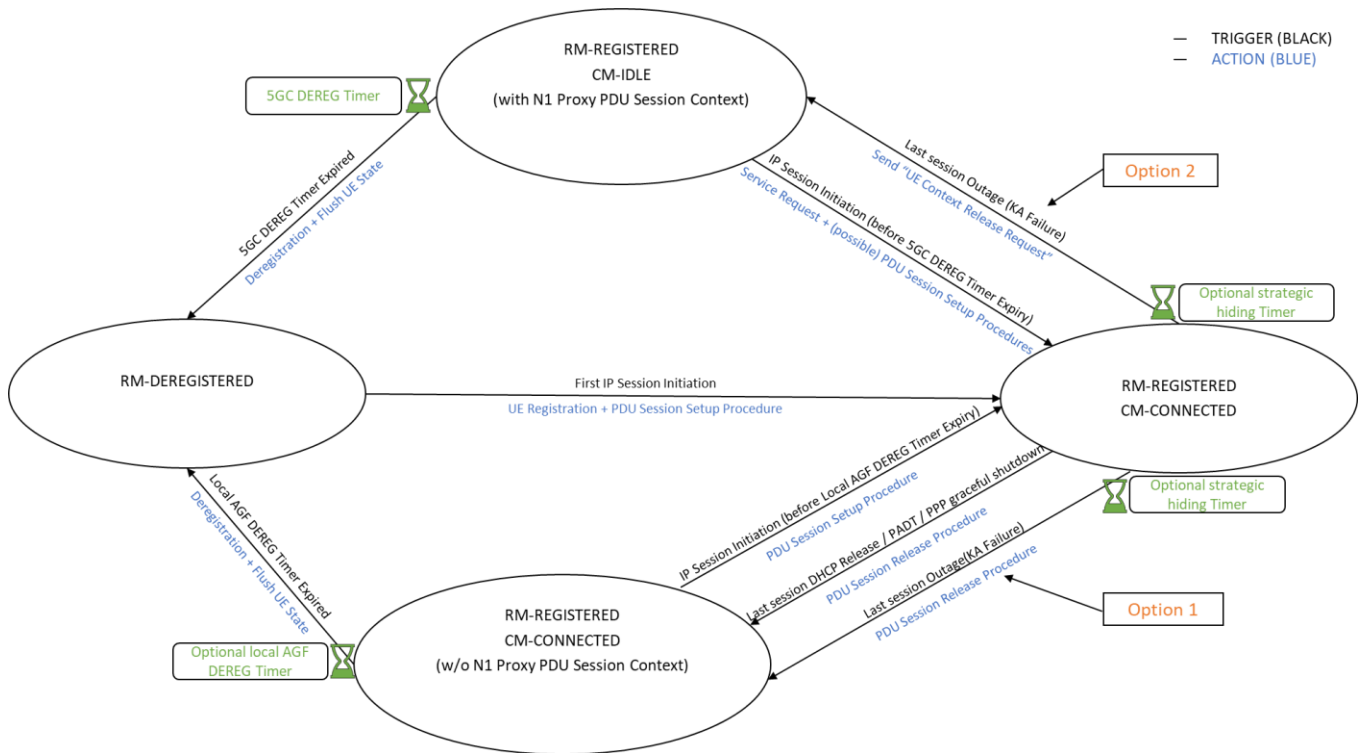 RM-REGISTERED
CM-IDLE
(with N1 Proxy PDU Session Context)
— TRIGGER (BLACK)
— ACTION (BLUE)
5GC DEREG Timer
5GC DEREG Timer Expired
Deregistration + Flush UE State
Last session Outage (KA Failure)
Send “UE Context Release Request”
Option 2
IP Session Initiation (before 5GC DEREG Timer Expiry)
Service Request + (possible) PDU Session Setup Procedures
Optional strategic
hiding Timer
RM-DEREGISTERED
First IP Session Initiation
UE Registration + PDU Session Setup Procedure
RM-REGISTERED
CM-CONNECTED
IP Session Initiation (before Local AGF DEREG Timer Expiry)
PDU Session Setup Procedure
Last session DHCP Release / PADT / PPP graceful shutdown
PDU Session Release Procedure
Last session Outage(KA Failure)
PDU Session Release Procedure
Optional strategic
hiding Timer
Option 1
Local AGF DEREG Timer Expired
Deregistration + Flush UE State
Optional local AGF
DEREG Timer
RM-REGISTERED
CM-CONNECTED
(w/o N1 Proxy PDU Session Context)